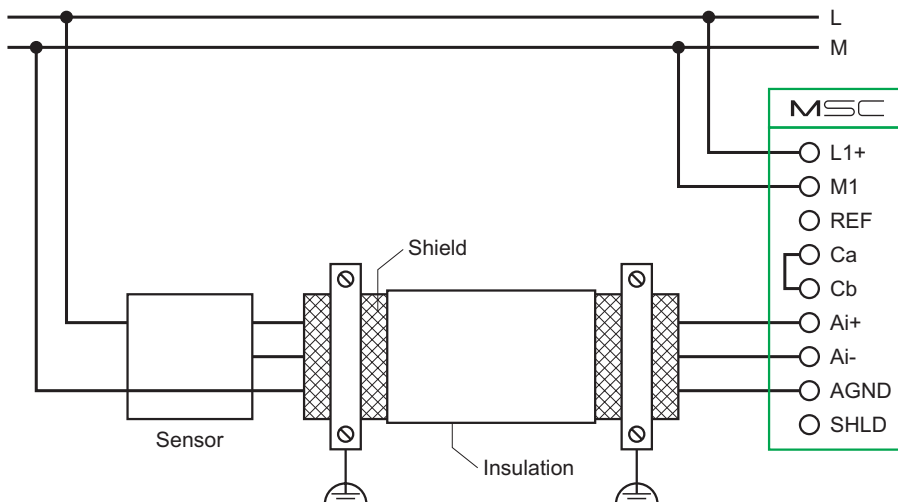 L
M
MSC
L1+
M1
REF
Ca
Cb
Ai+
Ai-
AGND
SHLD
Shield
Sensor
Insulation